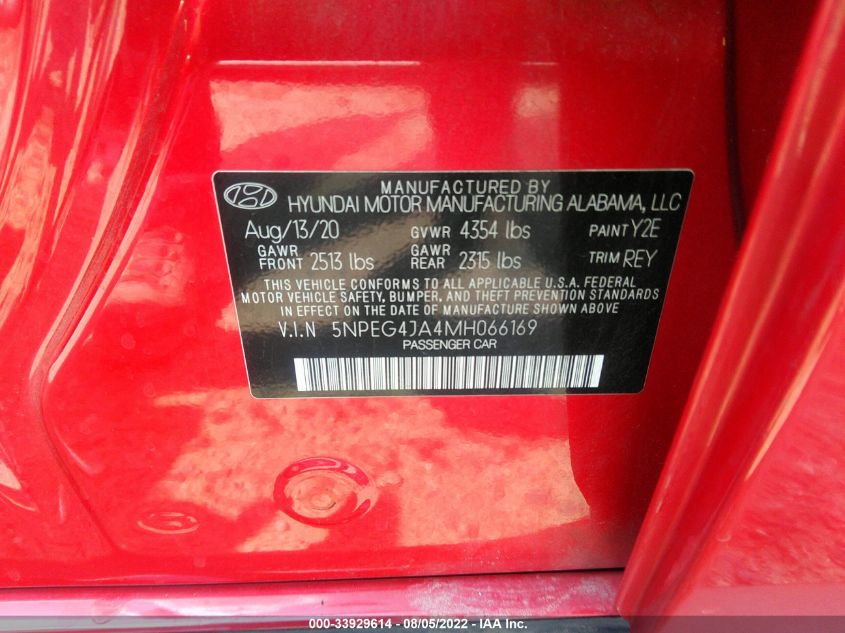 MANUFACTURED BY
HYUNDAI MOTOR MANUFACTURING ALABAMA, LLC
Aug/13/20 GVWR 4354 lbs PAINT Y2E
GAWR FRONT 2513 lbs GAWR REAR 2315 lbs TRIM REY
THIS VEHICLE CONFORMS TO ALL APPLICABLE U.S.A. FEDERAL
MOTOR VEHICLE SAFETY, BUMPER, AND THEFT PREVENTION STANDARDS
IN EFFECT ON THE DATE OF MANUFACTURE SHOWN ABOVE
V.I.N 5NPEG4JA4MH066169
PASSENGER CAR
000-33929614 - 08/05/2022 - IAA Inc.